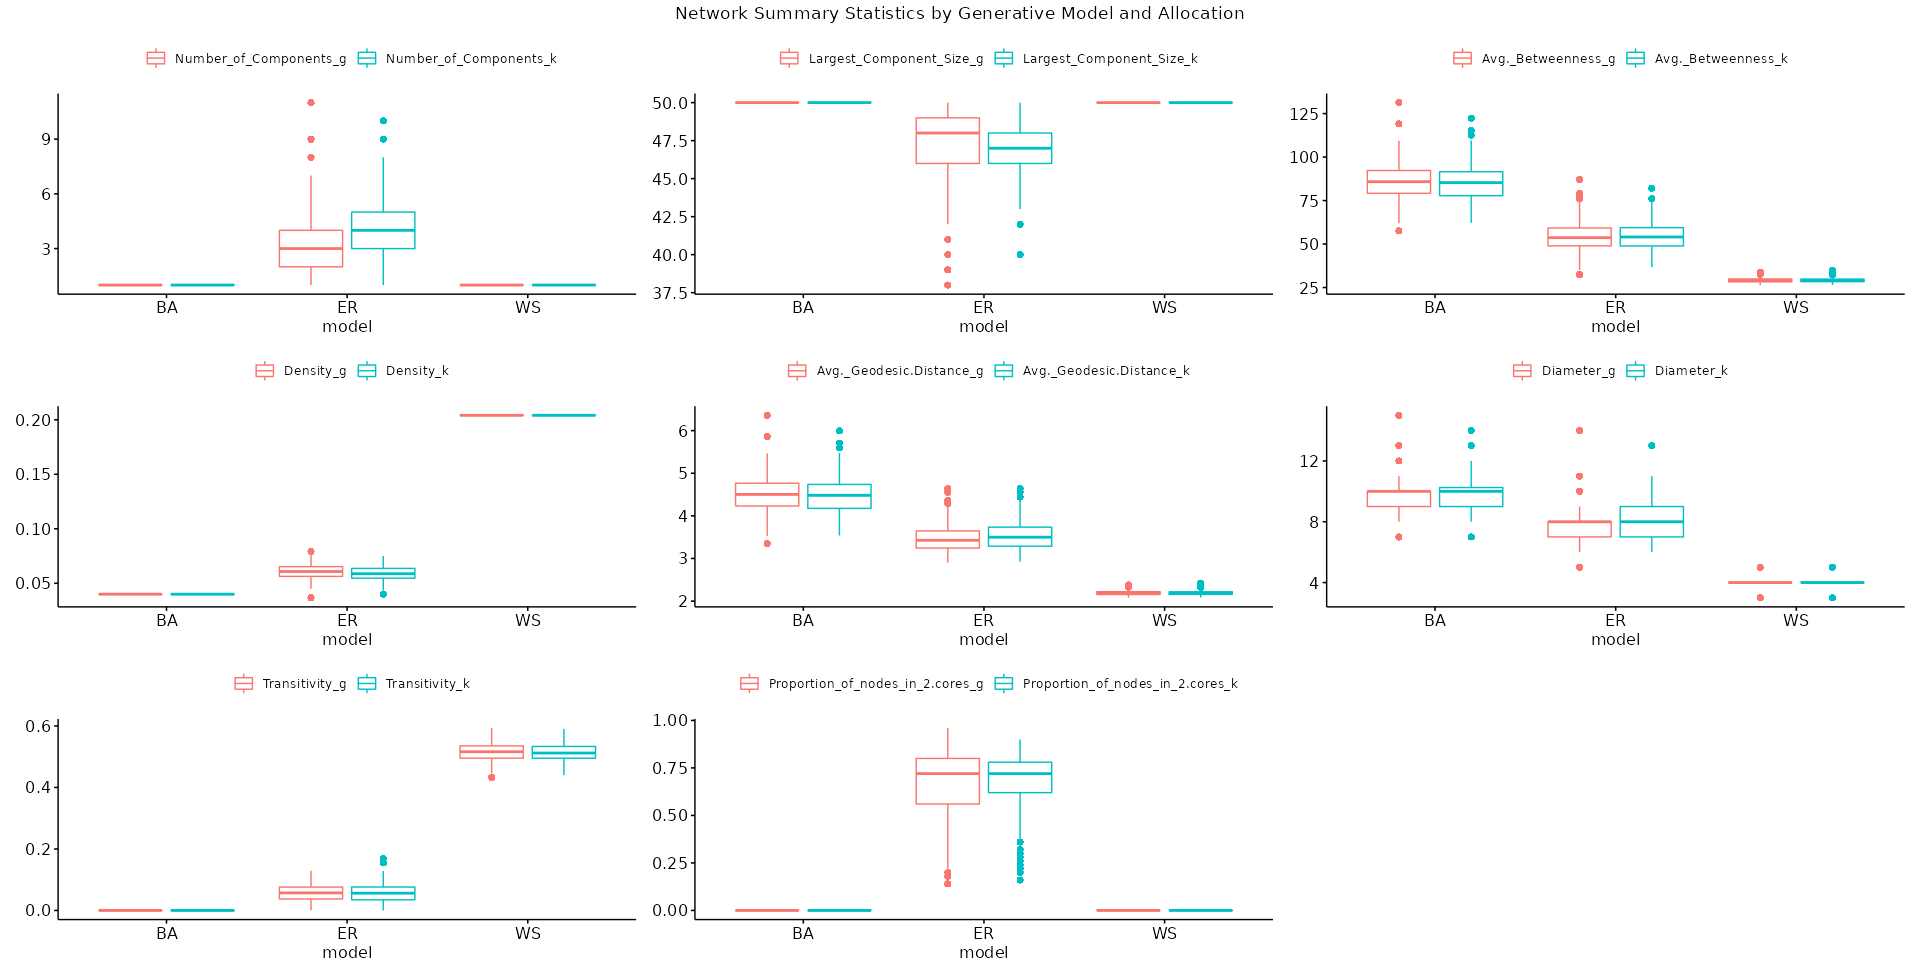 Network Summary Statistics by Generative Model and Allocation
Number_of_Components_g Number_of_Components_k
9
6
3
BA ER WS
model
Largest_Component_Size_g Largest_Component_Size_k
50.0
47.5
45.0
42.5
40.0
37.5
BA ER WS
model
Avg._Betweenness_g Avg._Betweenness_k
125
100
75
50
25
BA ER WS
model
Density_g Density_k
0.20
0.15
0.10
0.05
BA ER WS
model
Avg._Geodesic.Distance_g Avg._Geodesic.Distance_k
6
5
4
3
2
BA ER WS
model
Diameter_g Diameter_k
12
8
4
BA ER WS
model
Transitivity_g Transitivity_k
0.6
0.4
0.2
0.0
BA ER WS
model
Proportion_of_nodes_in_2.cores_g Proportion_of_nodes_in_2.cores_k
1.00
0.75
0.50
0.25
0.00
BA ER WS
model